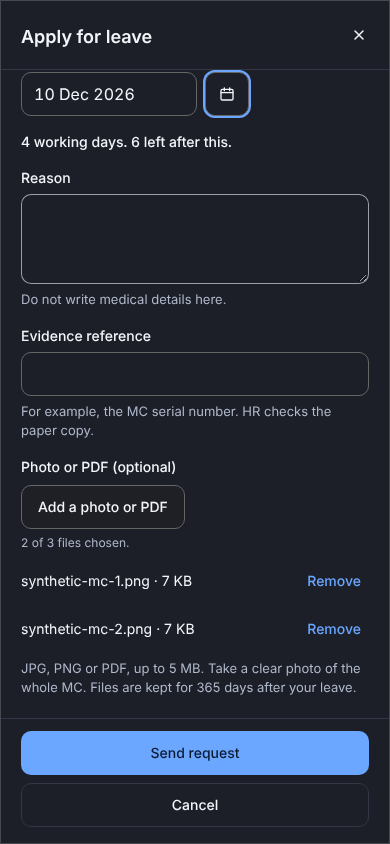 Apply for leave
10 Dec 2026
4 working days. 6 left after this.
Reason
Do not write medical details here.
Evidence reference
For example, the MC serial number. HR checks the
paper copy.
Photo or PDF (optional)
Add a photo or PDF
2 of 3 files chosen.
synthetic-mc-1.png · 7 KB Remove
synthetic-mc-2.png · 7 KB Remove
JPG, PNG or PDF, up to 5 MB. Take a clear photo of the
whole MC. Files are kept for 365 days after your leave.
Send request
Cancel